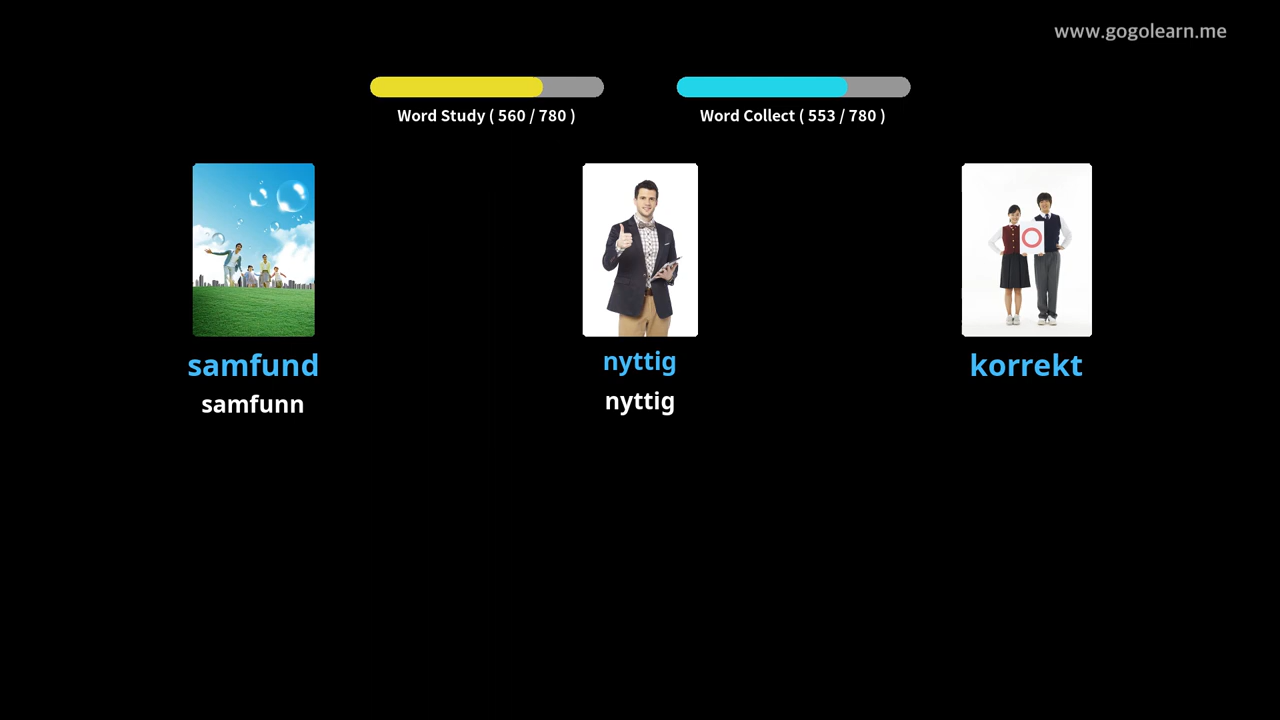 www.gogolearn.me
Word Study ( 560 / 780 )
Word Collect ( 553 / 780 )
samfund
samfunn
nyttig
nyttig
korrekt